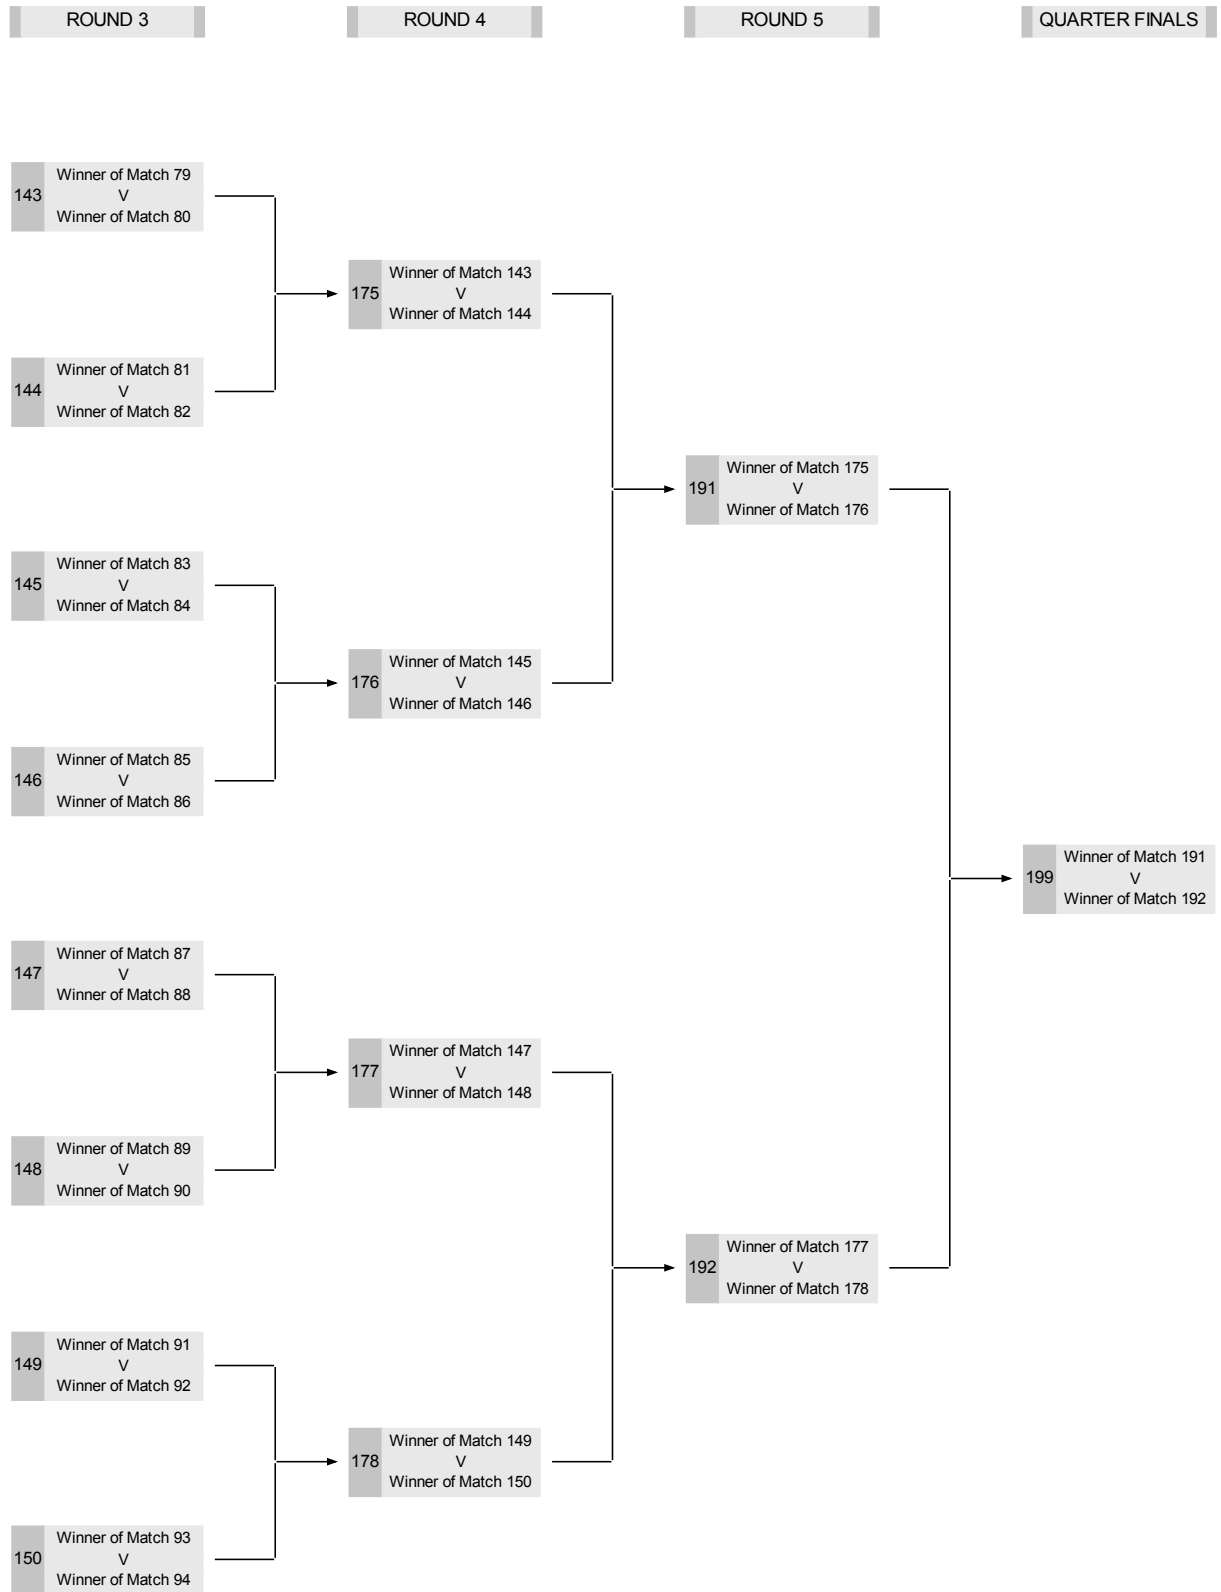 ROUND 3
ROUND 4
ROUND 5
QUARTER FINALS
143
Winner of Match 79
V
Winner of Match 80
144
Winner of Match 81
V
Winner of Match 82
145
Winner of Match 83
V
Winner of Match 84
146
Winner of Match 85
V
Winner of Match 86
147
Winner of Match 87
V
Winner of Match 88
148
Winner of Match 89
V
Winner of Match 90
149
Winner of Match 91
V
Winner of Match 92
150
Winner of Match 93
V
Winner of Match 94
175
Winner of Match 143
V
Winner of Match 144
176
Winner of Match 145
V
Winner of Match 146
177
Winner of Match 147
V
Winner of Match 148
178
Winner of Match 149
V
Winner of Match 150
191
Winner of Match 175
V
Winner of Match 176
192
Winner of Match 177
V
Winner of Match 178
199
Winner of Match 191
V
Winner of Match 192